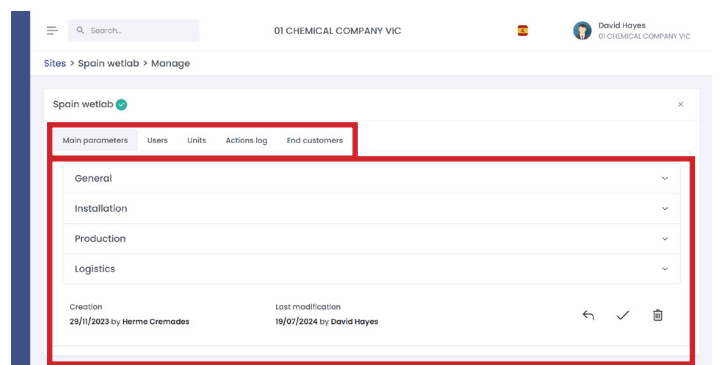 Search...
01 CHEMICAL COMPANY VIC
David Hayes
01 CHEMICAL COMPANY VIC
Sites > Spain wetlab > Manage
Spain wetlab
Main parameters Users Units Actions log End customers
General
Installation
Production
Logistics
Creation Last modification
29/11/2023 by Herme Cremades 19/07/2024 by David Hayes